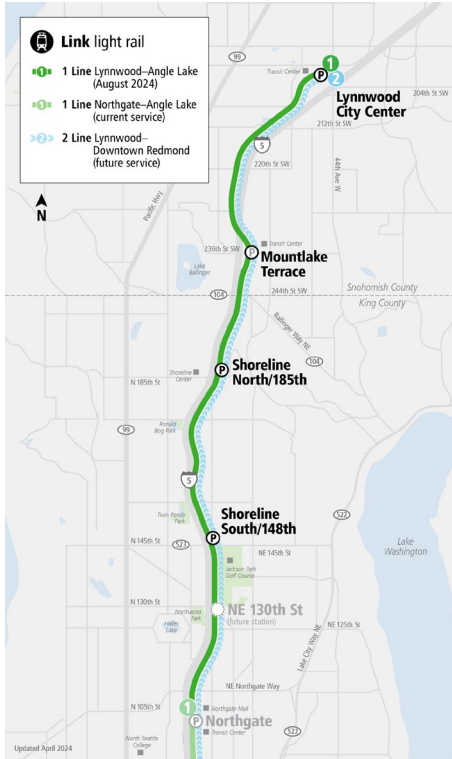 Link light rail
1 Line Lynnwood–Angle Lake
(August 2024)
1 Line Northgate–Angle Lake
(current service)
2 Line Lynnwood–
Downtown Redmond
(future service)
N
99
Transit Center
P
1
2
Lynnwood
City Center
204th St SW
212th St SW
5
220th St SW
44th Ave W
Pacific Hwy
236th St SW
Transit Center
P
Mountlake
Terrace
Lake
Ballinger
104
244th St SW
Snohomish County
King County
Ballinger Way NE
104
Shoreline
Center
P
Shoreline
North/185th
N 185th St
99
Ronald
Bog Park
5
Twin Ponds
Park
Shoreline
South/148th
P
522
N 145th St
523
NE 145th St
Lake
Washington
Jackson Park
Golf Course
N 130th St
Northacres
Park
NE 130th St
(future station)
Haller
Lake
NE 125th St
Lake City Way NE
NE Northgate Way
N 105th St
1
Northgate Mall
P
Northgate
Transit Center
522
North Seattle
College
Updated April 2024